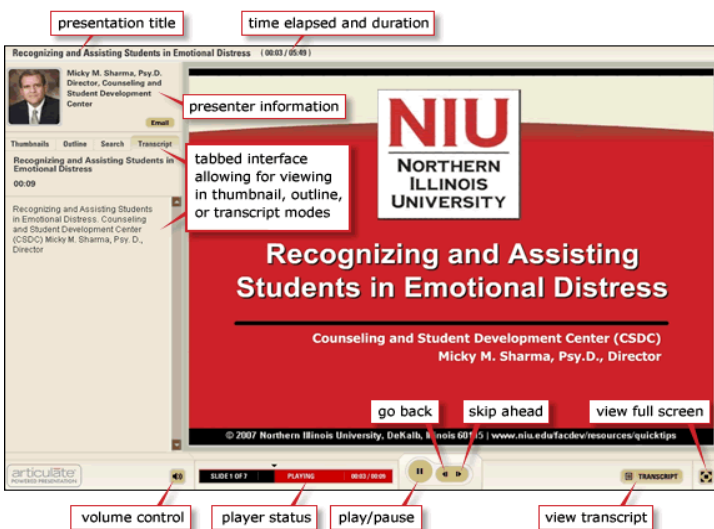 presentation title
time elapsed and duration
Recognizing and Assisting Students in Emotional Distress ( 00:03 / 05:49 )
Micky M. Sharma, Psy.D.
Director, Counseling and
Student Development
Center
Email
presenter information
Thumbnails Outline Search Transcript
Recognizing and Assisting Students in
Emotional Distress
00:09
tabbed interface
allowing for viewing
in thumbnail, outline,
or transcript modes
Recognizing and Assisting Students
in Emotional Distress. Counseling
and Student Development Center
(CSDC) Micky M. Sharma, Psy. D.,
Director
NIU
NORTHERN
ILLINOIS
UNIVERSITY
Recognizing and Assisting
Students in Emotional Distress
Counseling and Student Development Center (CSDC)
Micky M. Sharma, Psy.D., Director
go back
skip ahead
view full screen
© 2007 Northern Illinois University, DeKalb, Illinois 60115 | www.niu.edu/facdev/resources/quicktips
articulate
POWERED PRESENTATION
SLIDE 1 OF 7 PLAYING 00:03 / 00:09
TRANSCRIPT
volume control
player status
play/pause
view transcript